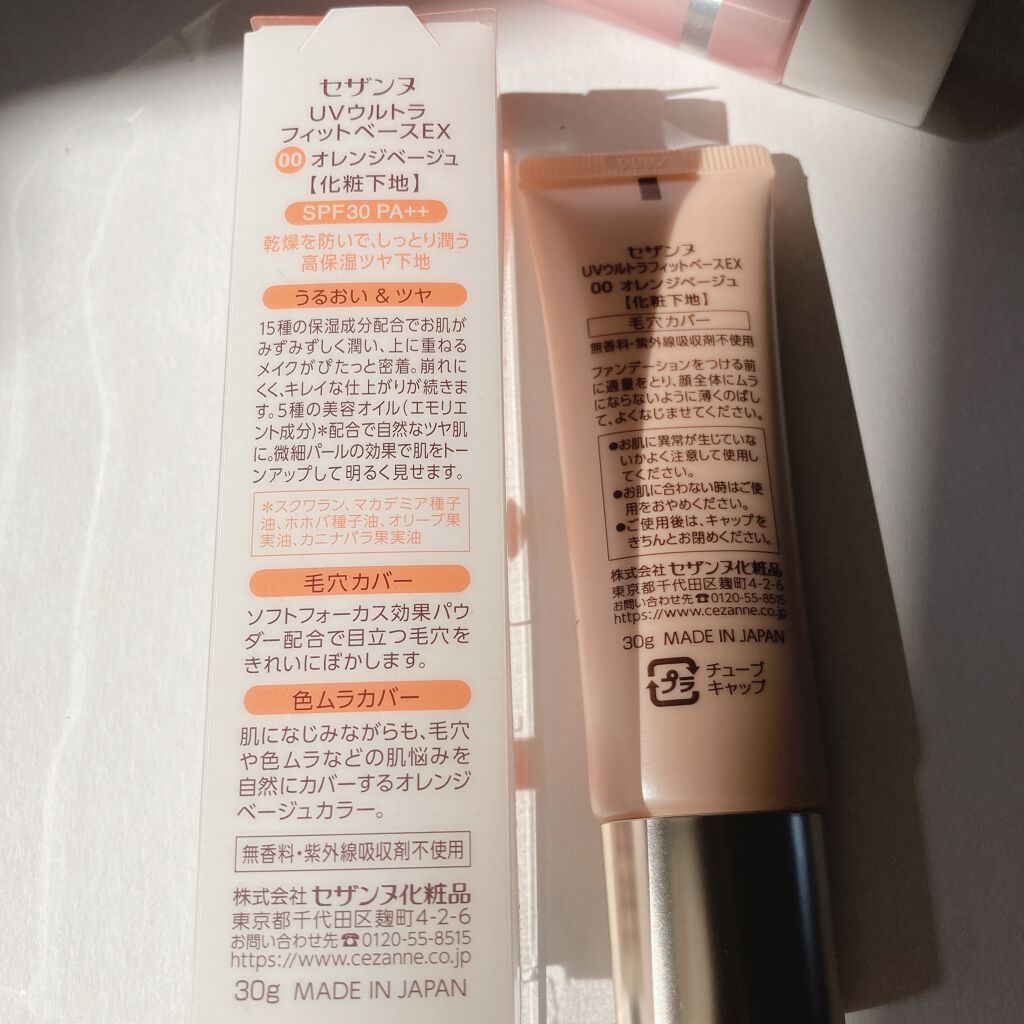 セザンヌ
UVウルトラ
フィットベースEX
00 オレンジベージュ
【化粧下地】
SPF30 PA++
乾燥を防いで、しっとり潤う
高保湿ツヤ下地
うるおい & ツヤ
15種の保湿成分配合でお肌が
みずみずしく潤い、上に重ねる
メイクがぴたっと密着。崩れに
くく、キレイな仕上がりが続きま
す。5種の美容オイル(エモリエ
ント成分)*配合で自然なツヤ肌
に。微細パールの効果で肌をトー
ンアップして明るく見せます。
*スクワラン、マカデミア種子
油、ホホバ種子油、オリーブ果
実油、カニナバラ果実油
毛穴カバー
ソフトフォーカス効果パウ
ダー配合で目立つ毛穴を
きれいにぼかします。
色ムラカバー
肌になじみながらも、毛穴
や色ムラなどの肌悩みを
自然にカバーするオレンジ
ベージュカラー。
無香料・紫外線吸収剤不使用
株式会社 セザンヌ化粧品
東京都千代田区麹町4-2-6
お問い合わせ先☎0120-55-8515
https://www.cezanne.co.jp
30g MADE IN JAPAN
セザンヌ
UVウルトラフィットベースEX
00 オレンジベージュ
【化粧下地】
毛穴カバー
無香料・紫外線吸収剤不使用
ファンデーションをつける前
に適量をとり、顔全体にムラ
にならないように薄くのばし
て、よくなじませてください。
●お肌に異常が生じていな
いかよく注意して使用し
てください。
●お肌に合わない時はご使
用をおやめください。
●ご使用後は、キャップを
きちんとお閉めください。
株式会社 セザンヌ化粧品
東京都千代田区麹町4-2-6
お問い合わせ先☎0120-55-8515
https://www.cezanne.co.jp
30g MADE IN JAPAN
プラ
チューブ
キャップ